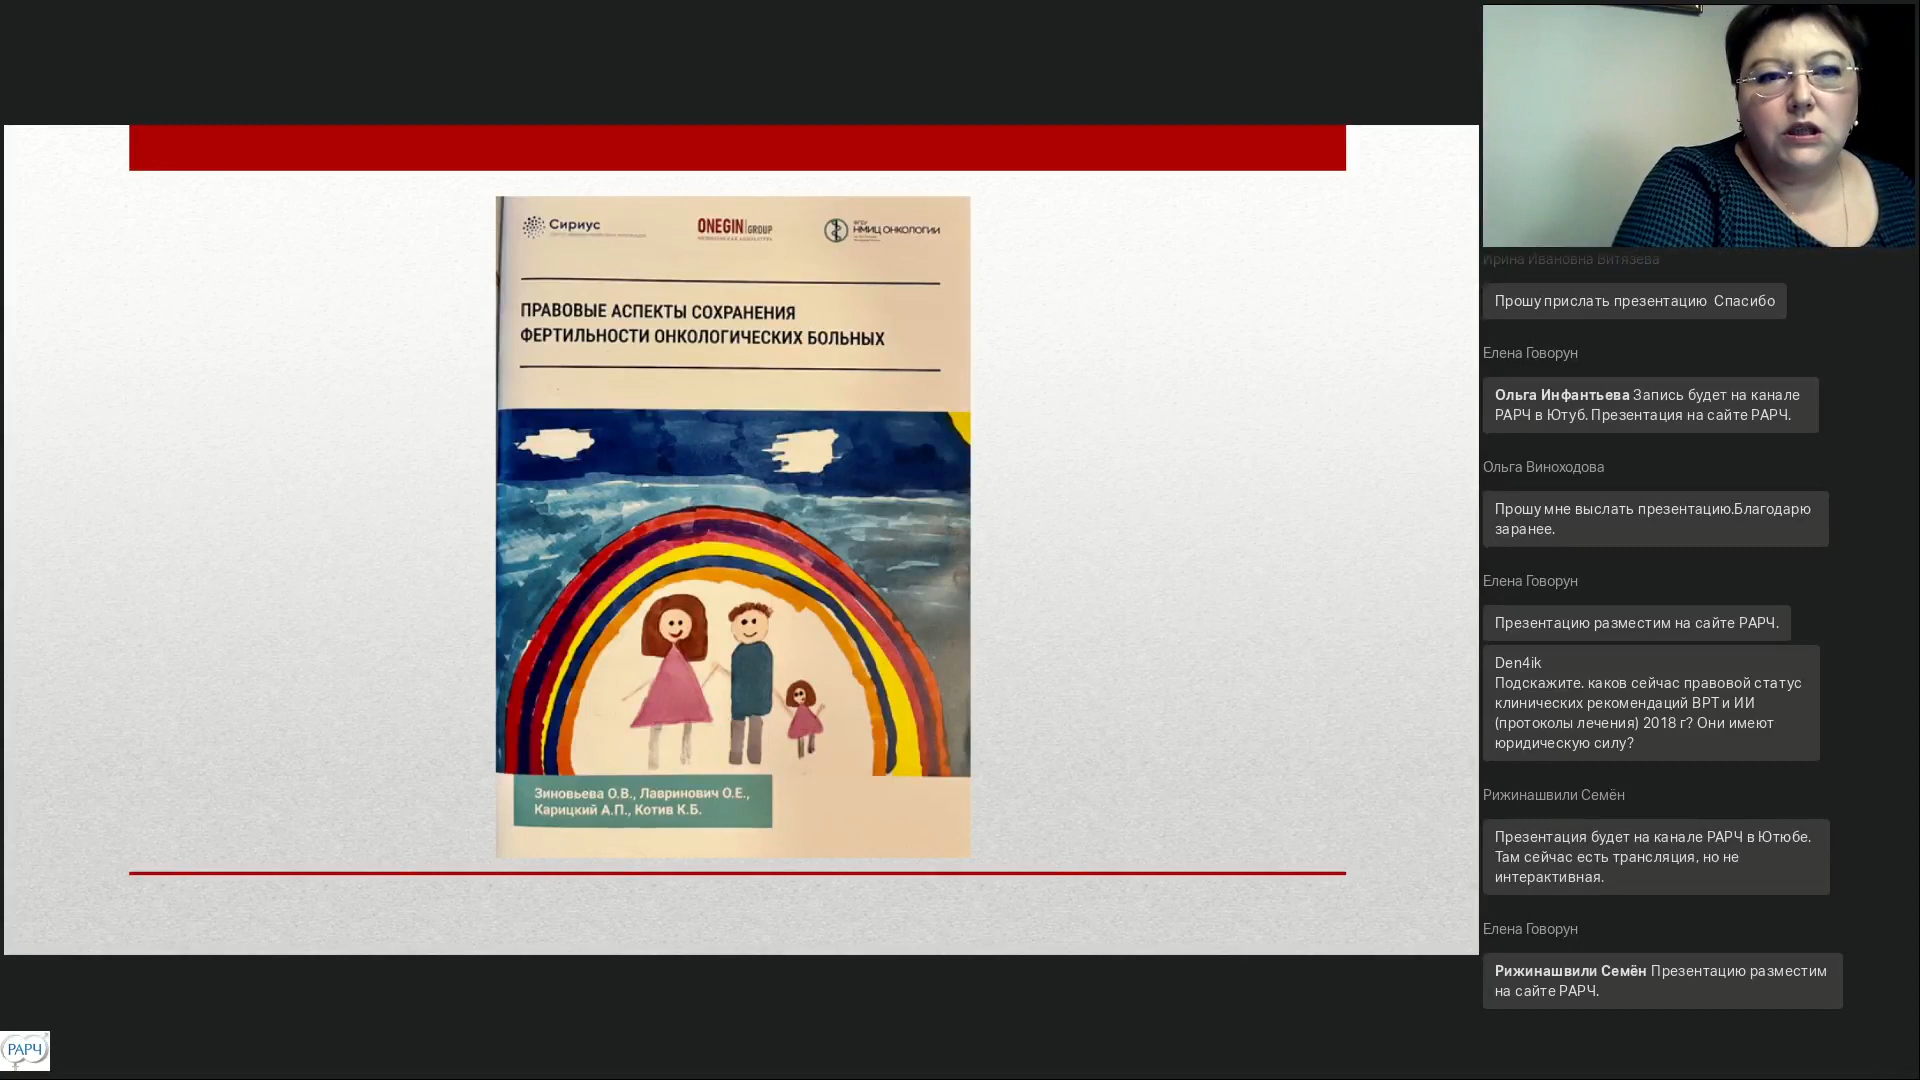 Сириус
ONEGIN GROUP
ФГБУ
НМИЦ ОНКОЛОГИИ
ПРАВОВЫЕ АСПЕКТЫ СОХРАНЕНИЯ
ФЕРТИЛЬНОСТИ ОНКОЛОГИЧЕСКИХ БОЛЬНЫХ
Зиновьева О.В., Лавринович О.Е.,
Карицкий А.П., Котив К.Б.
РАРЧ
Ирина Ивановна Витязева
Прошу прислать презентацию Спасибо
Елена Говорун
Ольга Инфантьева Запись будет на канале
РАРЧ в Ютуб. Презентация на сайте РАРЧ.
Ольга Виноходова
Прошу мне выслать презентацию.Благодарю
заранее.
Елена Говорун
Презентацию разместим на сайте РАРЧ.
Den4ik
Подскажите. каков сейчас правовой статус
клинических рекомендаций ВРТ и ИИ
(протоколы лечения) 2018 г? Они имеют
юридическую силу?
Рижинашвили Семён
Презентация будет на канале РАРЧ в Ютюбе.
Там сейчас есть трансляция, но не
интерактивная.
Елена Говорун
Рижинашвили Семён Презентацию разместим
на сайте РАРЧ.